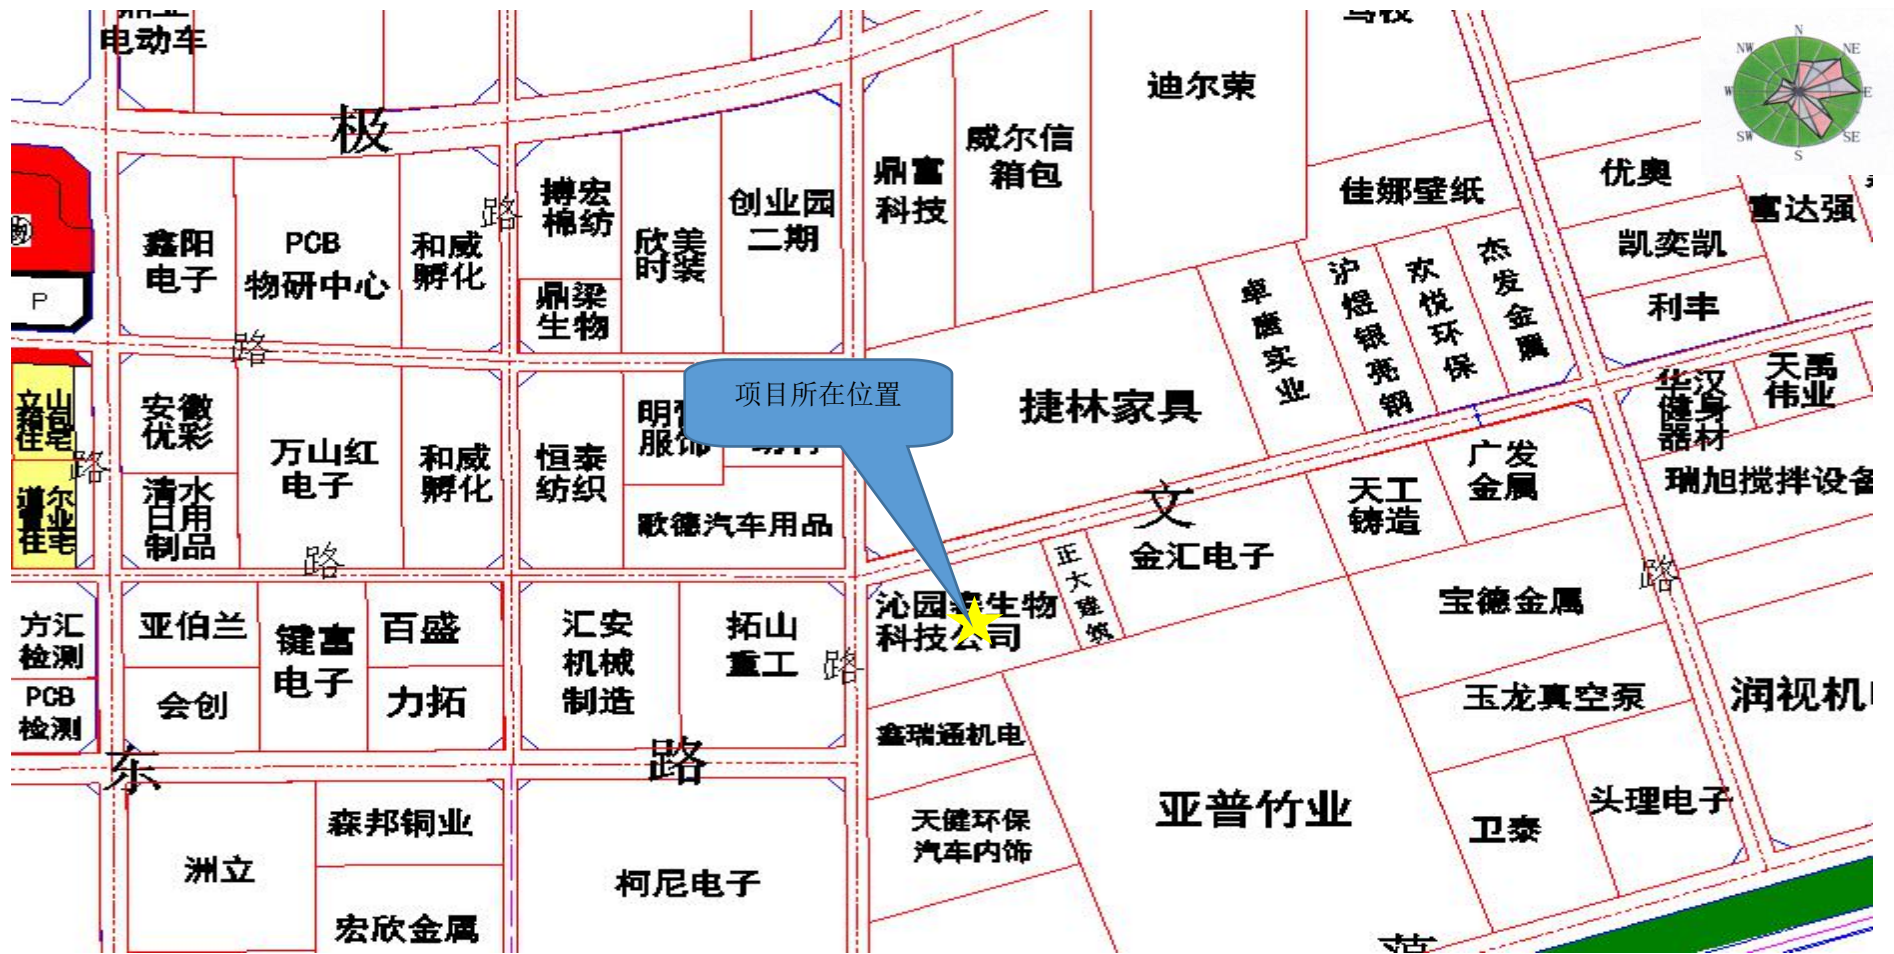 电动车
极
迪尔荣
N
NE
E
SE
S
SW
W
NW
鼎富
科技
威尔信
箱包
佳娜壁纸
优奥
富达强
凯奕凯
利丰
鑫阳
电子
PCB
物研中心
和威
孵化
路
搏宏
棉纺
鼎梁
生物
欣美
时装
创业园
二期
P
路
卓
实
业
沪
煜
银
亮
钢
欢
悦
环
保
杰
发
金
属
华汉
健身
器材
天禹
伟业
立山
箱包
住宅
路
安徽
优彩
清水
日用
制品
万山红
电子
和威
孵化
恒泰
纺织
服饰
歌德汽车用品
项目所在位置
捷林家具
文
天工
铸造
广发
金属
瑞旭搅拌设备
道尔
置业
住宅
路
正
大
建
筑
金汇电子
路
宝德金属
方汇
检测
PCB
检测
亚伯兰
会创
键富
电子
百盛
力拓
汇安
机械
制造
拓山
重工
路
沁园
生物
科技公司
玉龙真空泵
润视机
鑫瑞通机电
东
路
天健环保
汽车内饰
亚普竹业
卫泰
头理电子
洲立
森邦铜业
宏欣金属
柯尼电子